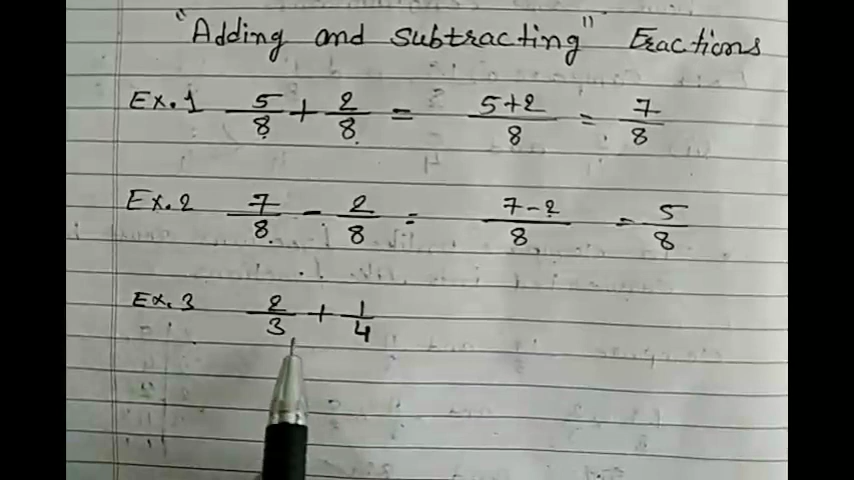 "Adding and Subtracting" Fractions
Ex.1 5/8 + 2/8 = 5+2/8 = 7/8
Ex.2 7/8 - 2/8 = 7-2/8 = 5/8
Ex.3 2/3 + 1/4